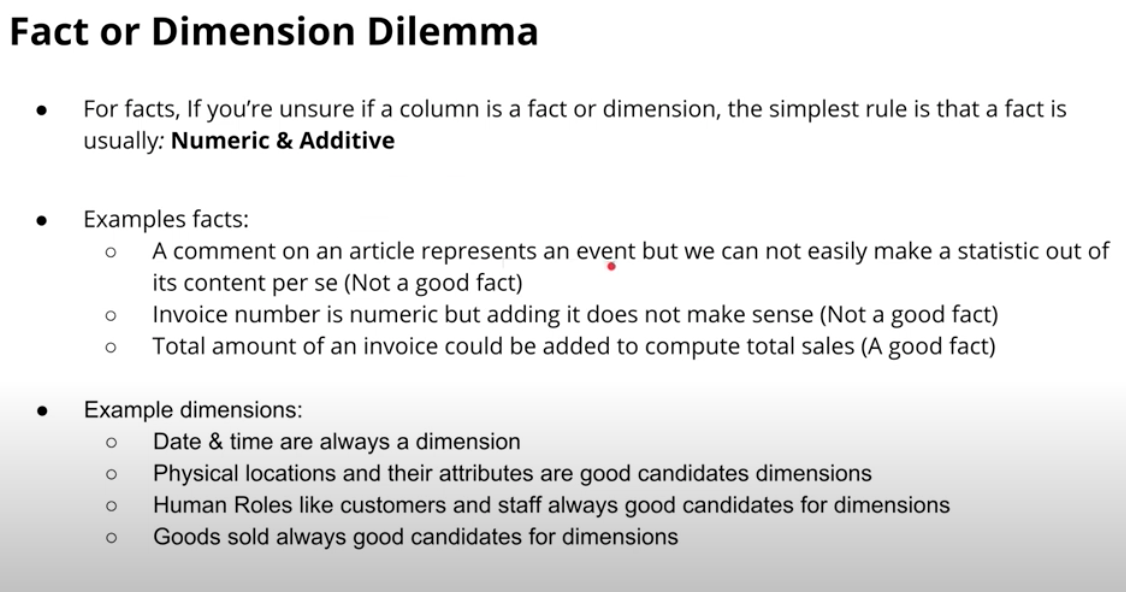 Fact or Dimension Dilemma
● For facts, If you're unsure if a column is a fact or dimension, the simplest rule is that a fact is
usually: Numeric & Additive
● Examples facts:
○ A comment on an article represents an event but we can not easily make a statistic out of
its content per se (Not a good fact)
○ Invoice number is numeric but adding it does not make sense (Not a good fact)
○ Total amount of an invoice could be added to compute total sales (A good fact)
● Example dimensions:
○ Date & time are always a dimension
○ Physical locations and their attributes are good candidates dimensions
○ Human Roles like customers and staff always good candidates for dimensions
○ Goods sold always good candidates for dimensions